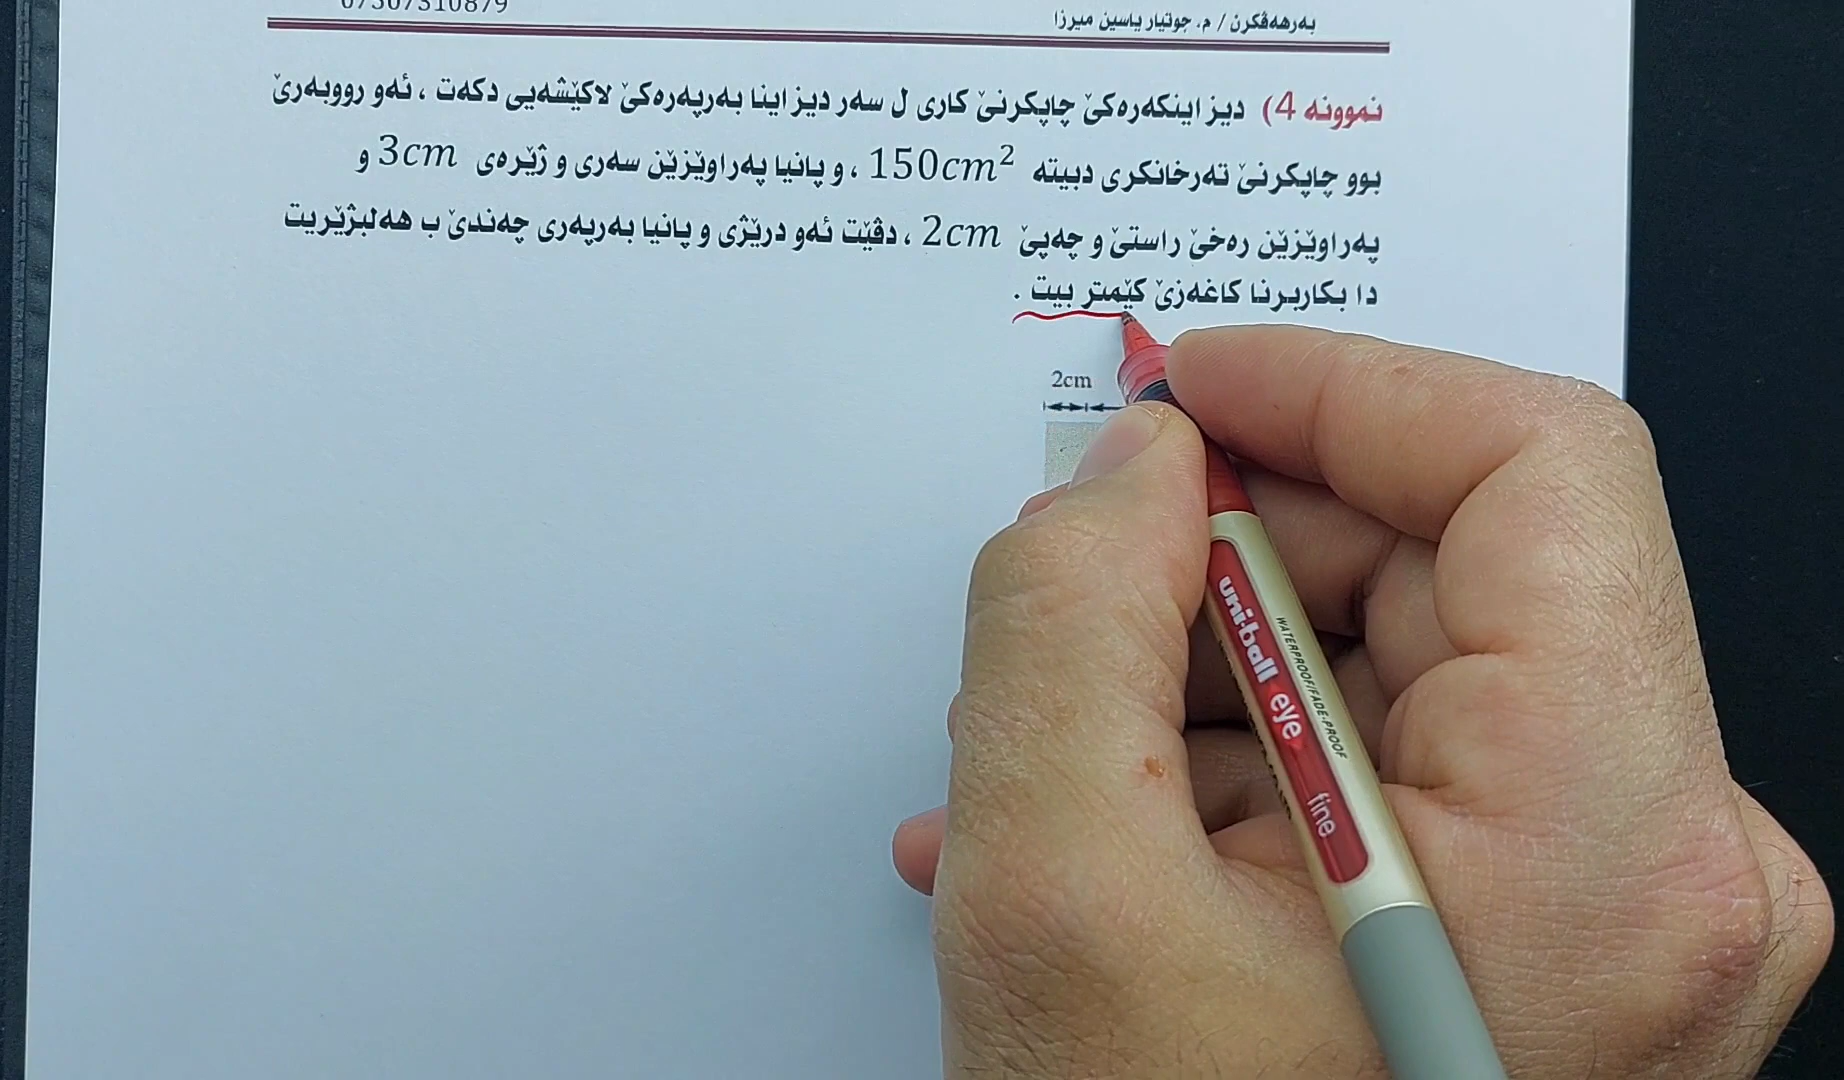 بەرهەڤکرن / م. جوتیار یاسین میرزا
نموونە 4) دیزاینکەرەکێ چاپکرنێ کاری ل سەر دیزاینا بەرپەرەکێ لاکێشەیی دکەت ، ئەو رووبەرێ
بوو چاپکرنێ تەرخانکری دبیتە 150cm² ، و پانیا پەراوێزێن سەری و ژێرەی 3cm و
پەراوێزێن رەخێ راستێ و چەپێ 2cm ، دڤێت ئەو درێژی و پانیا بەرپەری چەندێ ب هەلبژێریت
دا بکاربرنا کاغەزێ کێمتر بیت .
2cm
uni-ball eye fine
WATERPROOF/FADE-PROOF